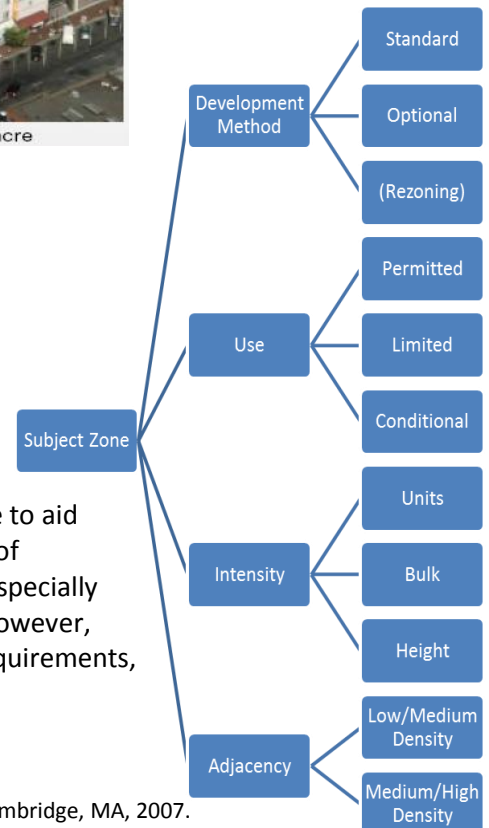 acre
Standard
Development
Method
Optional
(Rezoning)
Permitted
Use
Limited
Conditional
Subject Zone
to aid
of
specially
owever,
quirements,
Units
Intensity
Bulk
Height
Low/Medium
Density
Adjacency
Medium/High
Density
mbridge, MA, 2007.